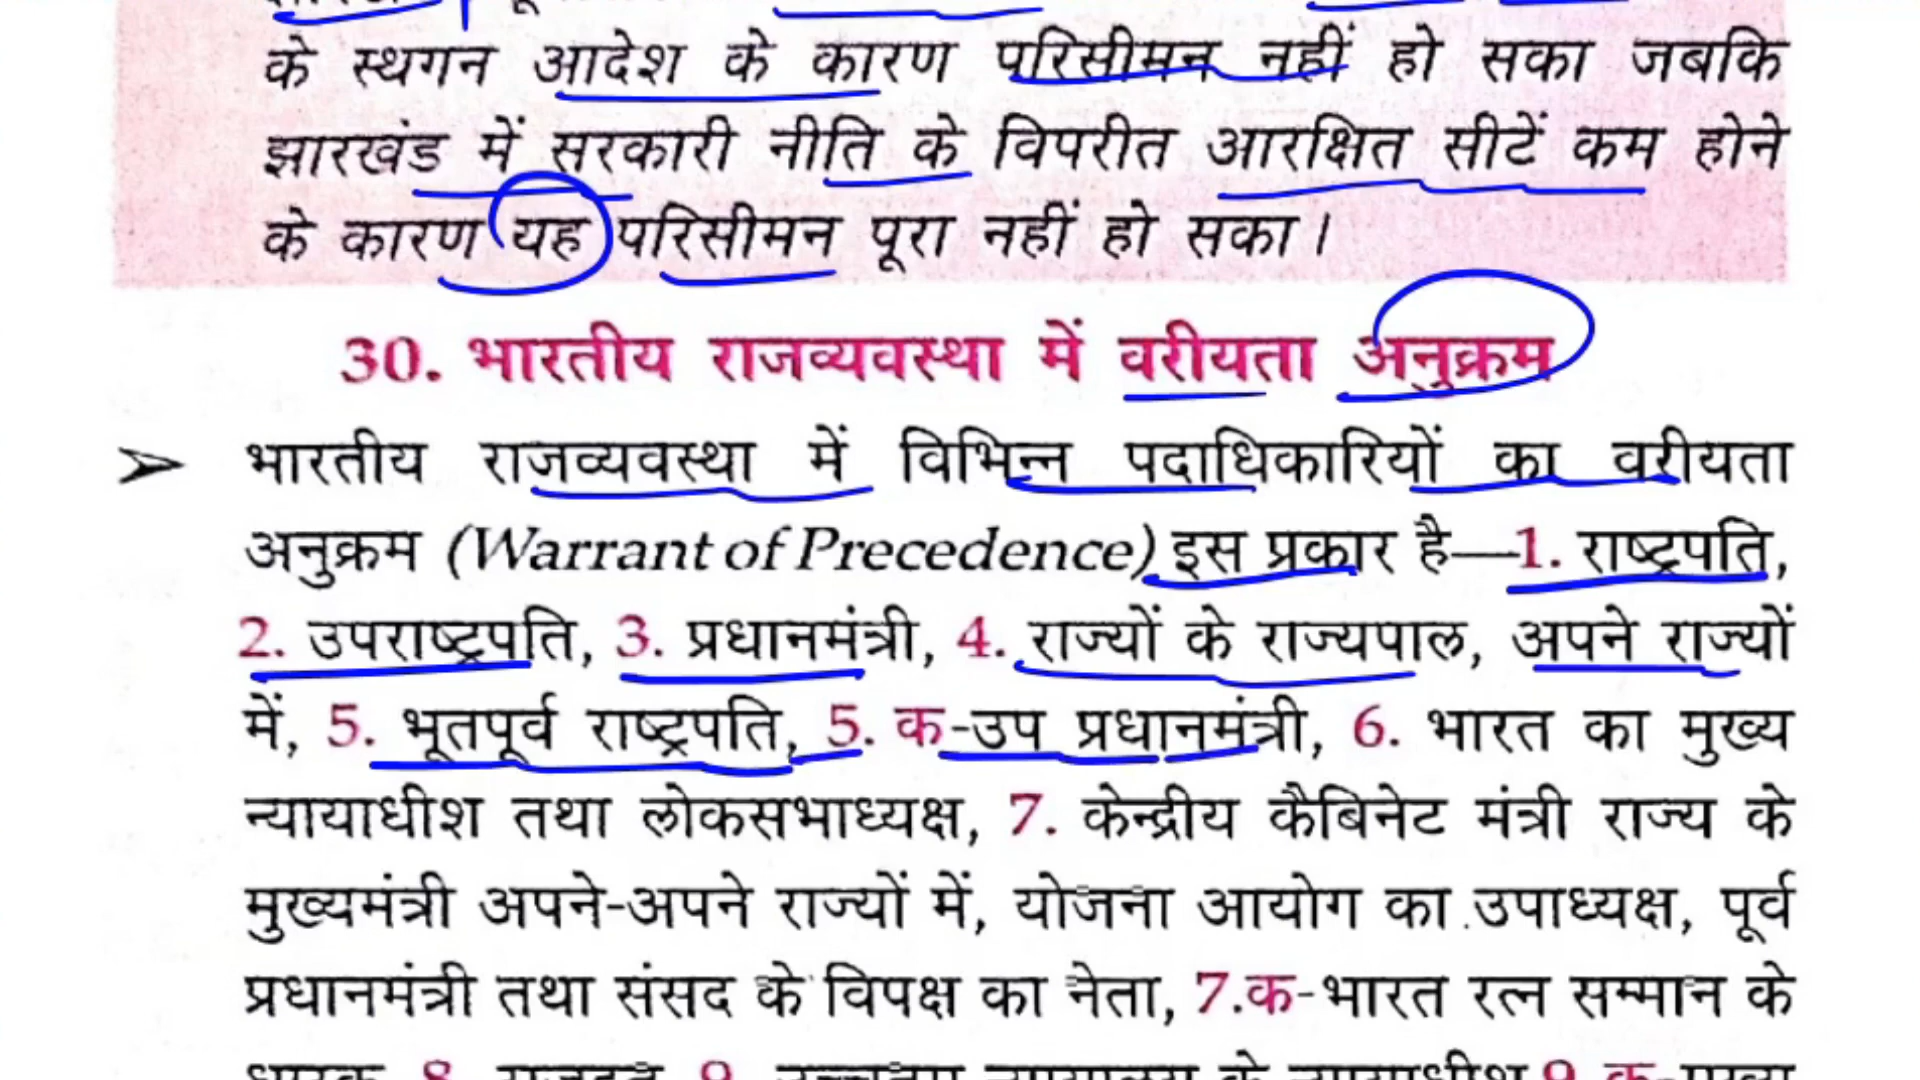 के स्थगन आदेश के कारण परिसीमन नहीं हो सका जबकि
झारखंड में सरकारी नीति के विपरीत आरक्षित सीटें कम होने
के कारण यह परिसीमन पूरा नहीं हो सका।
30. भारतीय राजव्यवस्था में वरीयता अनुक्रम
➢ भारतीय राजव्यवस्था में विभिन्न पदाधिकारियों का वरीयता
अनुक्रम (Warrant of Precedence) इस प्रकार है—1. राष्ट्रपति,
2. उपराष्ट्रपति, 3. प्रधानमंत्री, 4. राज्यों के राज्यपाल, अपने राज्यों
में, 5. भूतपूर्व राष्ट्रपति, 5. क-उप प्रधानमंत्री, 6. भारत का मुख्य
न्यायाधीश तथा लोकसभाध्यक्ष, 7. केन्द्रीय कैबिनेट मंत्री राज्य के
मुख्यमंत्री अपने-अपने राज्यों में, योजना आयोग का उपाध्यक्ष, पूर्व
प्रधानमंत्री तथा संसद के विपक्ष का नेता, 7.क-भारत रत्न सम्मान के